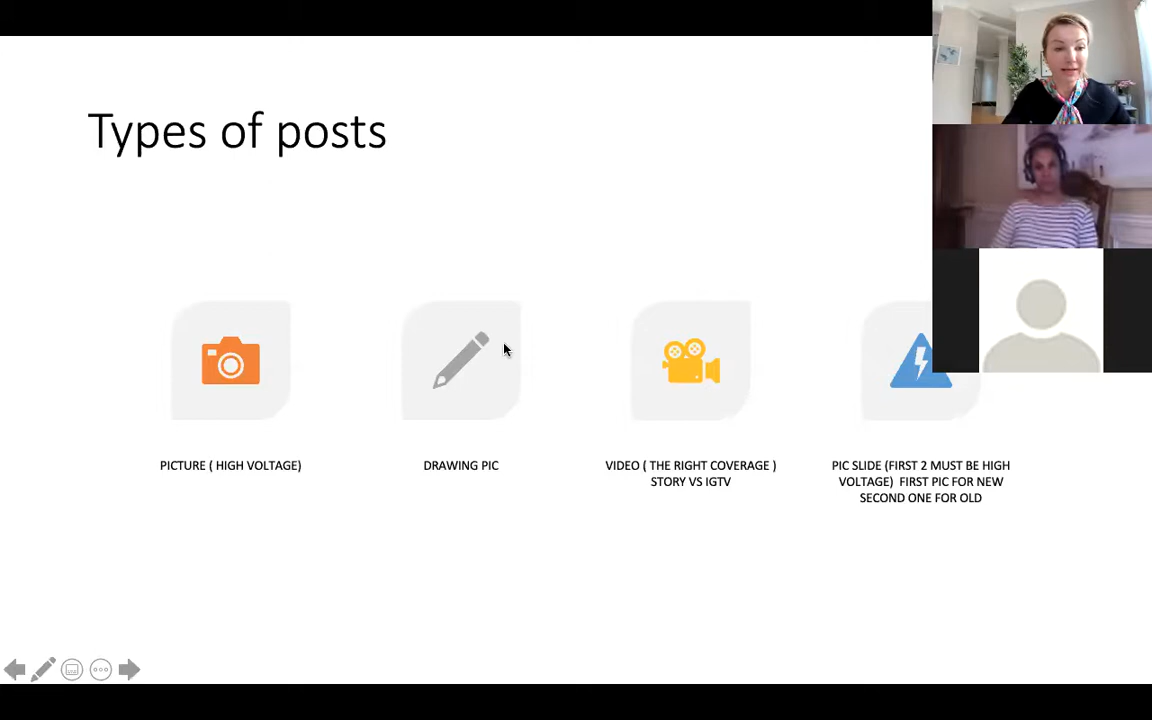 Types of posts
PICTURE ( HIGH VOLTAGE)
DRAWING PIC
VIDEO ( THE RIGHT COVERAGE )
STORY VS IGTV
PIC SLIDE (FIRST 2 MUST BE HIGH
VOLTAGE)  FIRST PIC FOR NEW
SECOND ONE FOR OLD